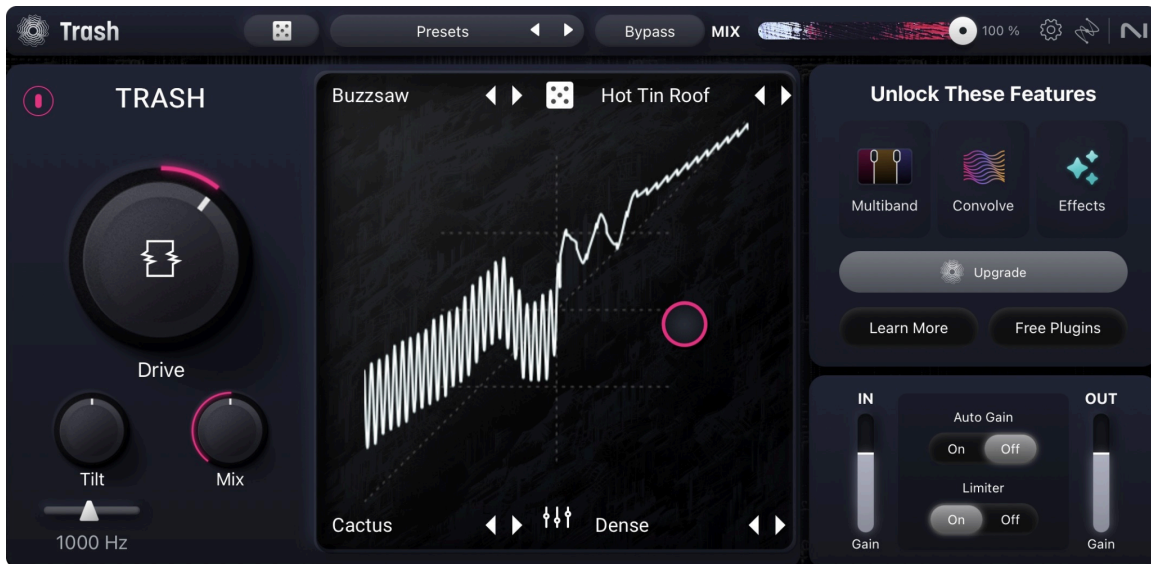 Trash
Presets
Bypass
MIX
100 %
TRASH
Drive
Tilt
Mix
1000 Hz
Buzzsaw
Hot Tin Roof
Cactus
Dense
Unlock These Features
Multiband
Convolve
Effects
Upgrade
Learn More
Free Plugins
IN
OUT
Auto Gain
On Off
Limiter
On Off
Gain
Gain